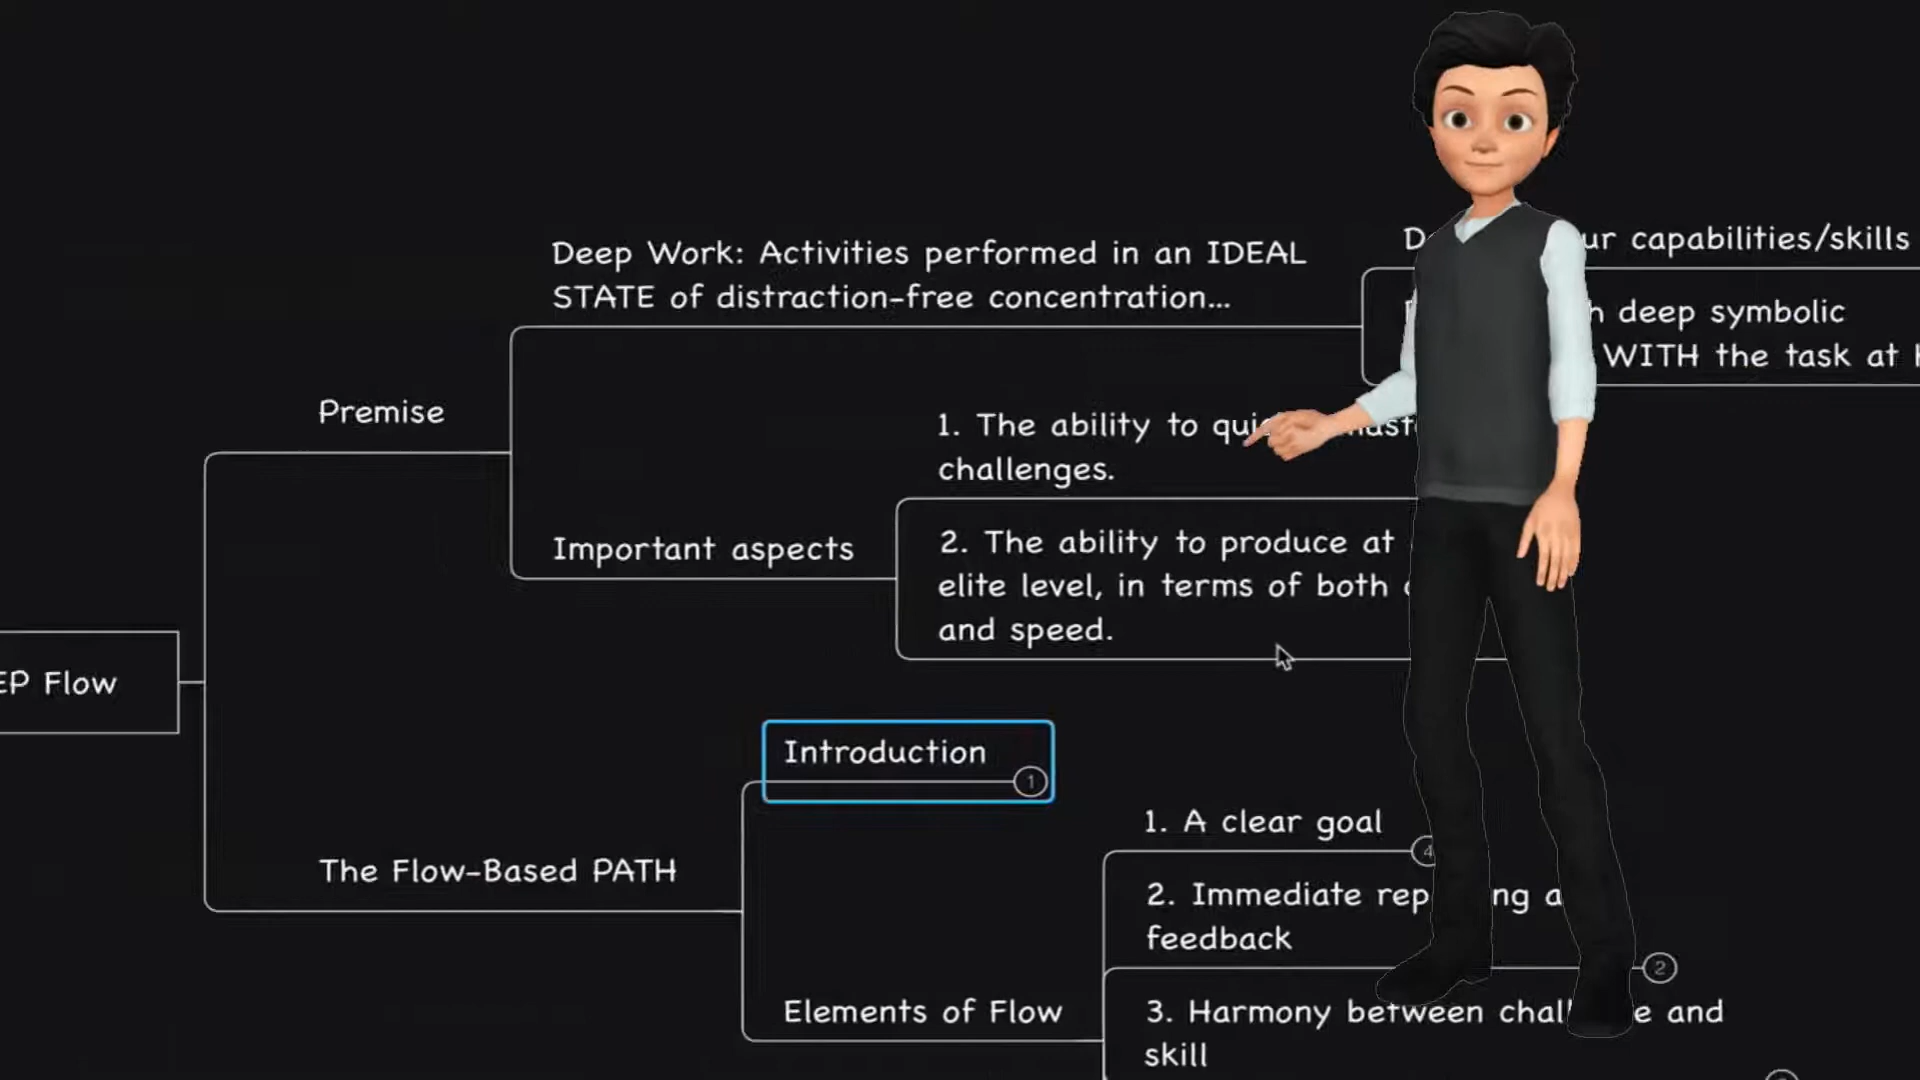 Deep Work: Activities performed in an IDEAL
STATE of distraction-free concentration...
ur capabilities/skills
deep symbolic
WITH the task at
Premise
1. The ability to
challenges.
Important aspects
2. The ability to produce at
elite level, in terms of both
and speed.
EP Flow
Introduction
1
The Flow-Based PATH
1. A clear goal
4
2. Immediate rep ng a
feedback
2
Elements of Flow
3. Harmony between chal e and
skill